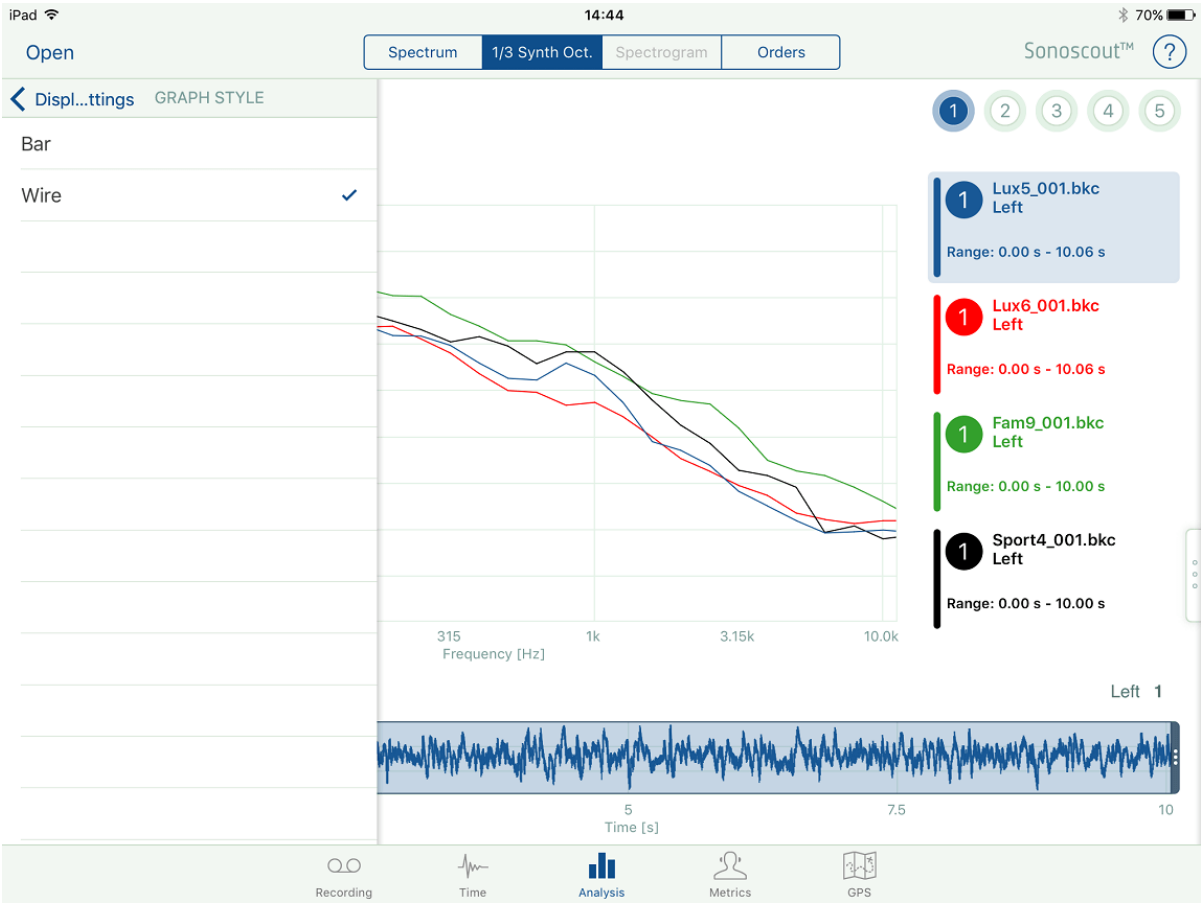 iPad 14:44 70%
Open Spectrum 1/3 Synth Oct. Spectrogram Orders Sonoscout™ ?
Displ...ttings GRAPH STYLE
Bar
Wire
1 2 3 4 5
1 Lux5_001.bkc
Left
Range: 0.00 s - 10.06 s
1 Lux6_001.bkc
Left
Range: 0.00 s - 10.06 s
1 Fam9_001.bkc
Left
Range: 0.00 s - 10.00 s
1 Sport4_001.bkc
Left
Range: 0.00 s - 10.00 s
315 1k 3.15k 10.0k
Frequency [Hz]
Left 1
5 7.5 10
Time [s]
Recording Time Analysis Metrics GPS